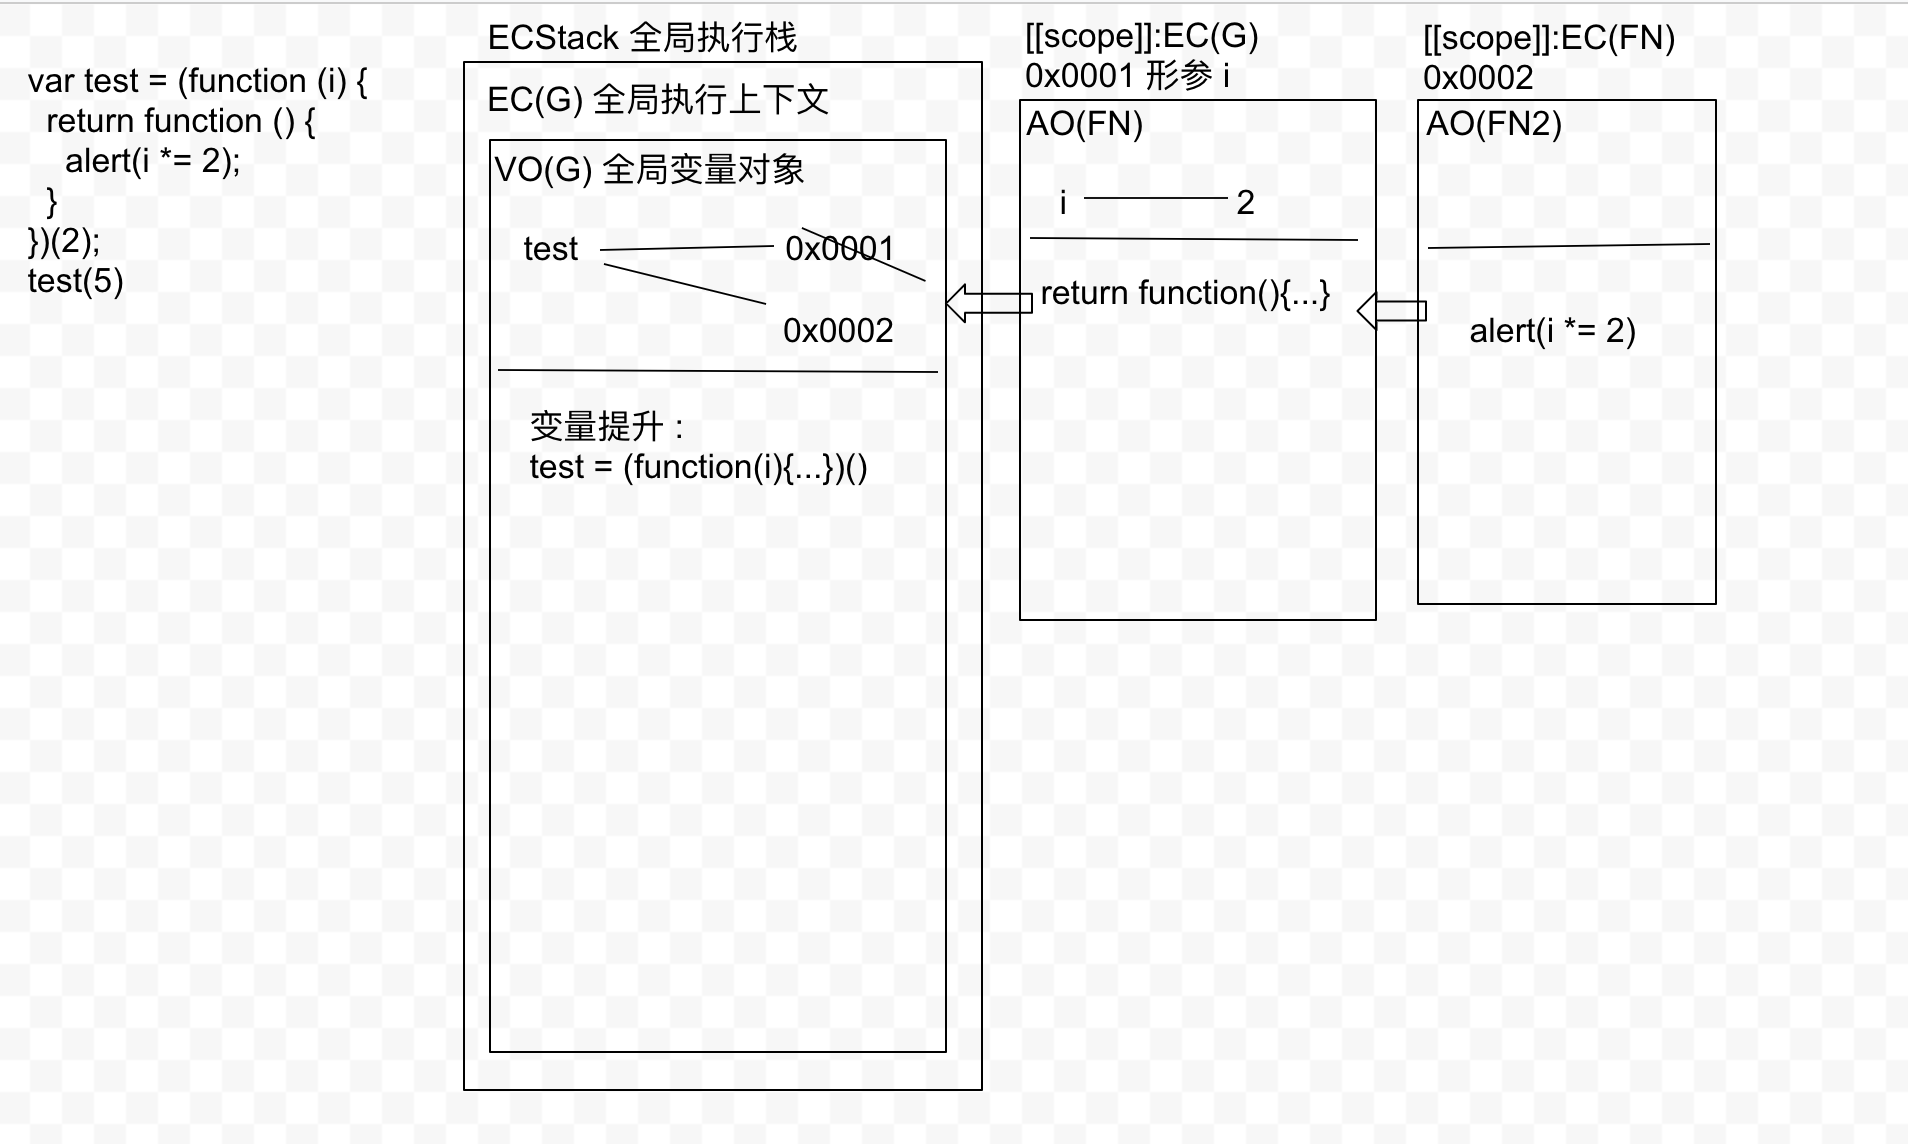 var test = (function (i) {
return function () {
alert(i *= 2);
}
})(2);
test(5)
ECStack 全局执行栈
EC(G) 全局执行上下文
VO(G) 全局变量对象
test
0x0001
0x0002
变量提升：
test = (function(i){...})()
[[scope]]:EC(G)
0x0001 形参 i
AO(FN)
i
2
return function(){...}
[[scope]]:EC(FN)
0x0002
AO(FN2)
alert(i *= 2)